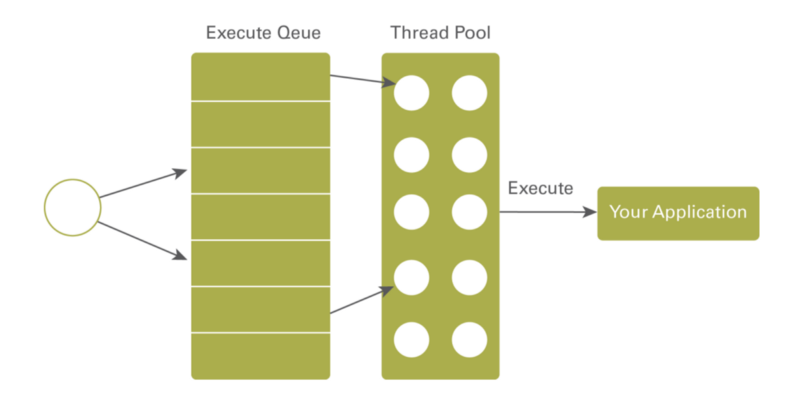 Execute Qeue
Thread Pool
Execute
Your Application